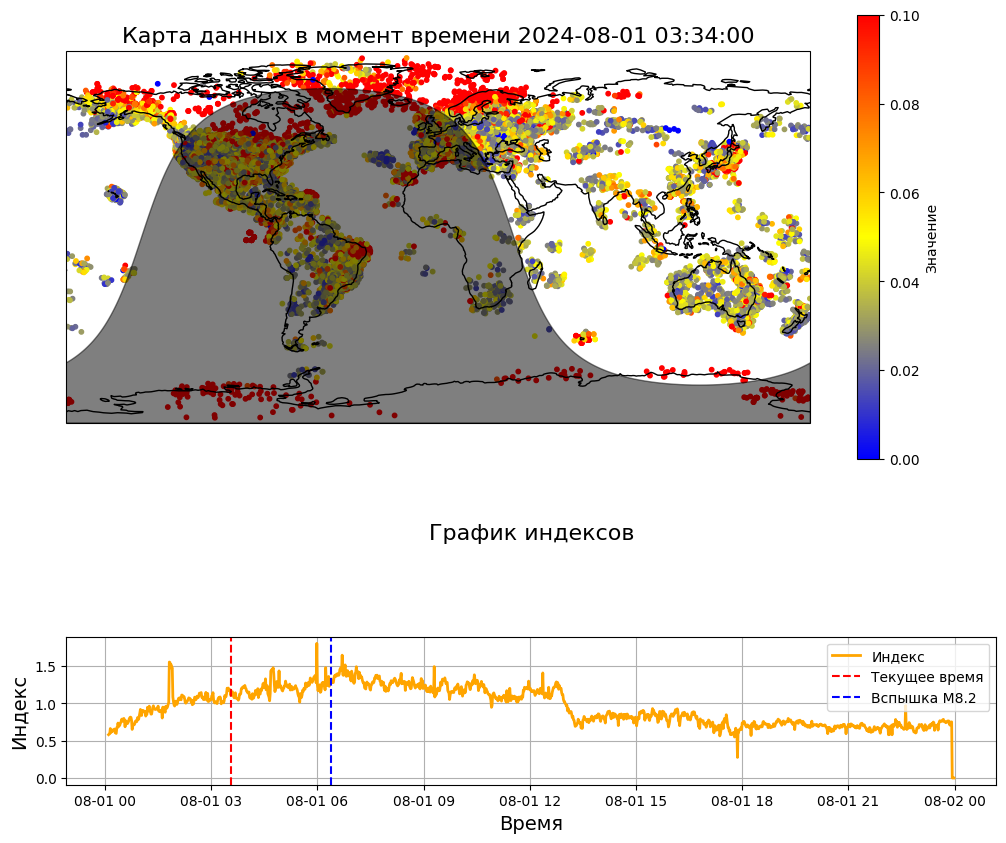 Карта данных в момент времени 2024-08-01 03:34:00
0.10
0.08
0.06
0.04
0.02
0.00
Значение
График индексов
Индекс
1.5
1.0
0.5
0.0
Индекс
Текущее время
Вспышка M8.2
08-01 00
08-01 03
08-01 06
08-01 09
08-01 12
08-01 15
08-01 18
08-01 21
08-02 00
Время